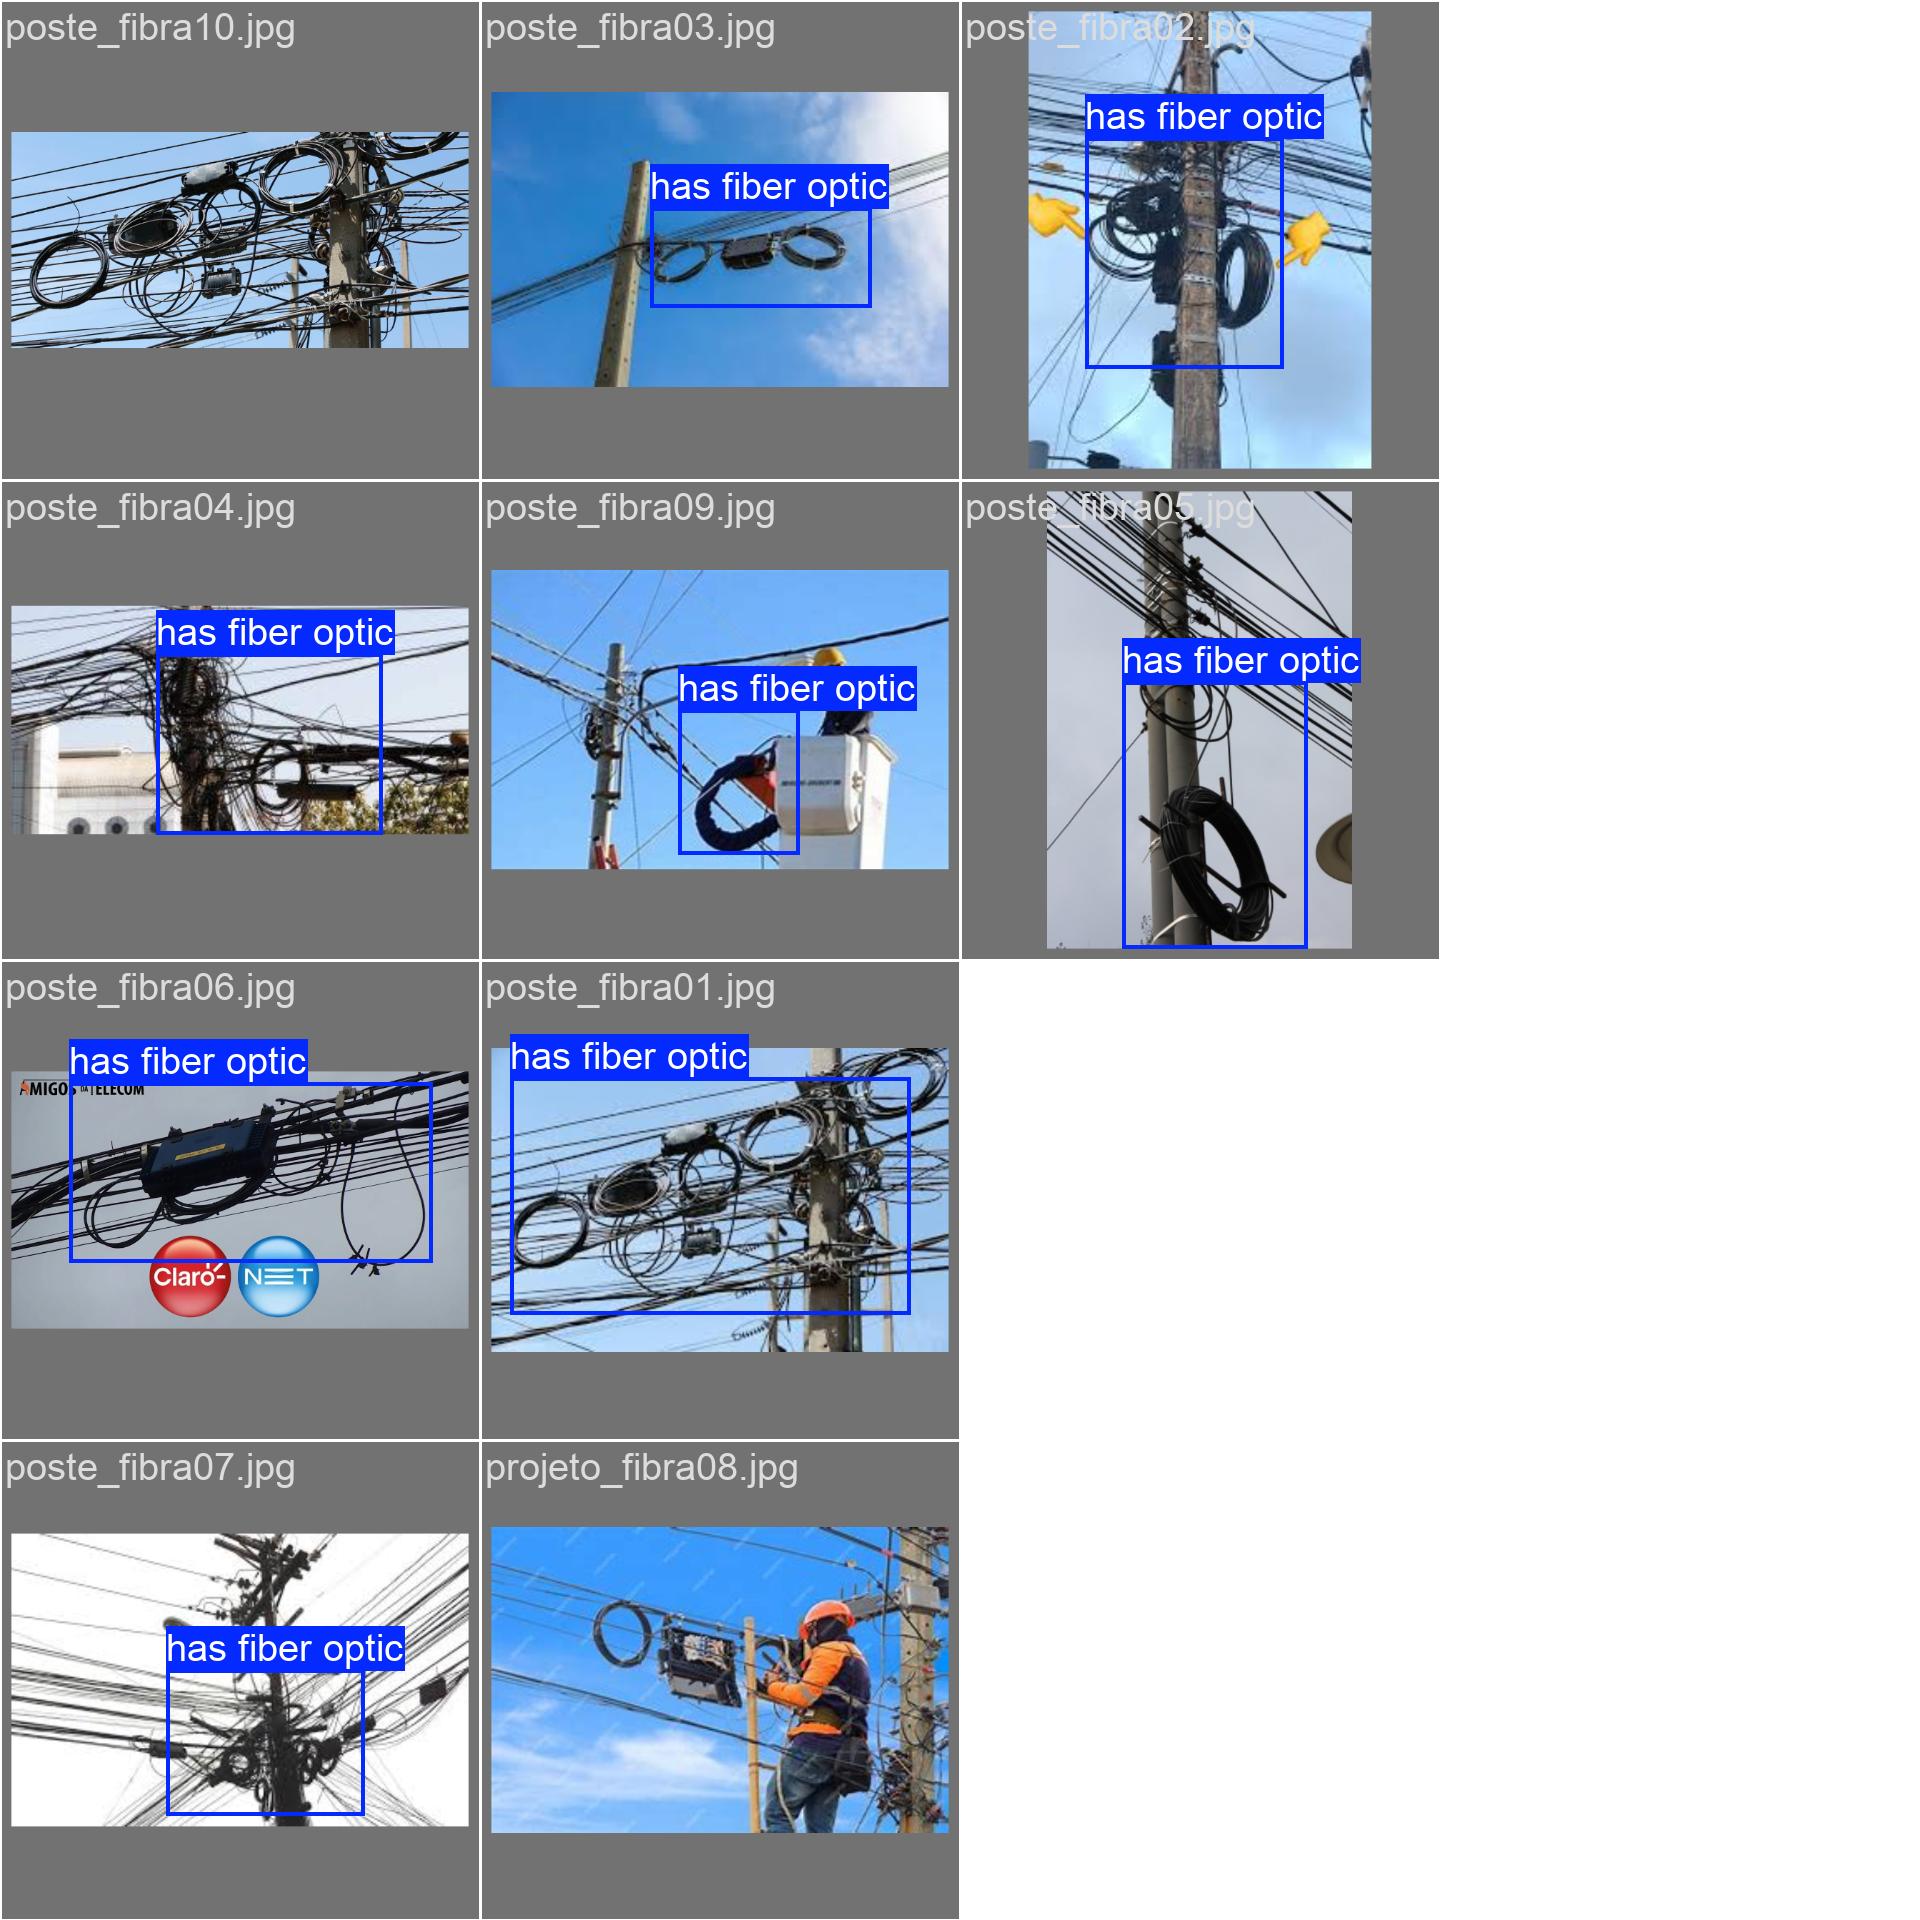 poste_fibra10.jpg
poste_fibra03.jpg
has fiber optic
poste_fibra02.jpg
has fiber optic
poste_fibra04.jpg
has fiber optic
poste_fibra09.jpg
has fiber optic
poste_fibra05.jpg
has fiber optic
poste_fibra06.jpg
has fiber optic
AMIGOS DA TELECOM
Claro
NET
poste_fibra01.jpg
has fiber optic
poste_fibra07.jpg
has fiber optic
projeto_fibra08.jpg